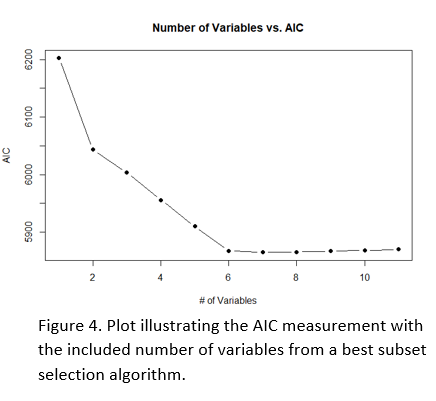 Number of Variables vs. AIC
6200
6100
6000
5900
AIC
2 4 6 8 10
# of Variables
Figure 4. Plot illustrating the AIC measurement with
the included number of variables from a best subset
selection algorithm.